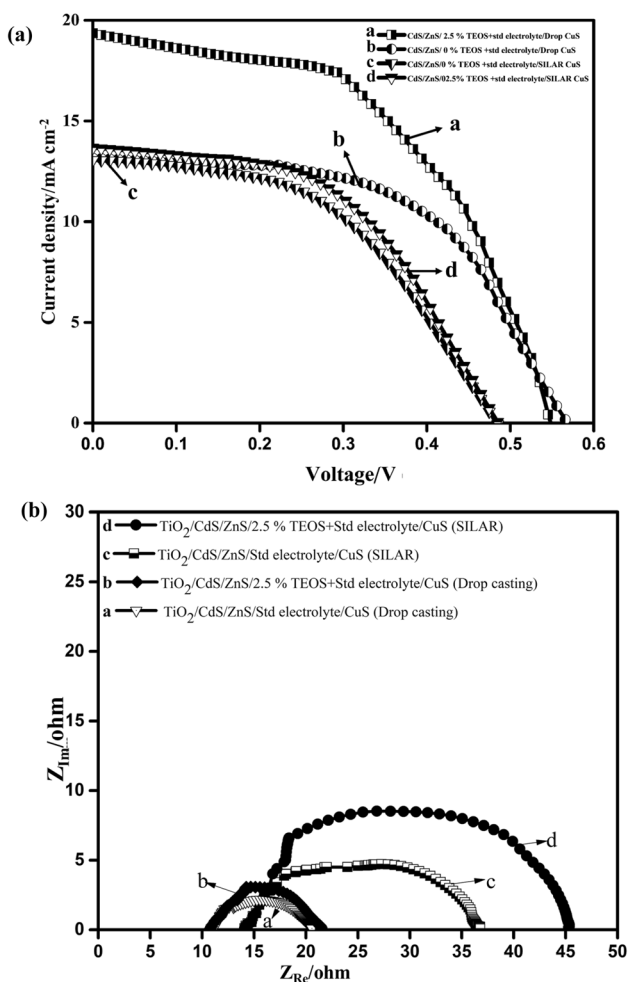 (a)
20
15
10
5
0
Current density/mA cm⁻²
a CdS/ZnS/ 2.5 % TEOS+std electrolyte/Drop CuS
b CdS/ZnS/ 0 % TEOS +std electrolyte/Drop CuS
c CdS/ZnS/0 % TEOS +std electrolyte/SILAR CuS
d CdS/ZnS/02.5% TEOS +std electrolyte/SILAR CuS
a
b
c
d
0.0 0.1 0.2 0.3 0.4 0.5 0.6
Voltage/V
(b)
30
25
20
15
10
5
0
Z_Im/ohm
d TiO₂/CdS/ZnS/2.5 % TEOS+Std electrolyte/CuS (SILAR)
c TiO₂/CdS/ZnS/Std electrolyte/CuS (SILAR)
b TiO₂/CdS/ZnS/2.5 % TEOS+Std electrolyte/CuS (Drop casting)
a TiO₂/CdS/ZnS/Std electrolyte/CuS (Drop casting)
d
c
b
a
0 5 10 15 20 25 30 35 40 45 50
Z_Re/ohm